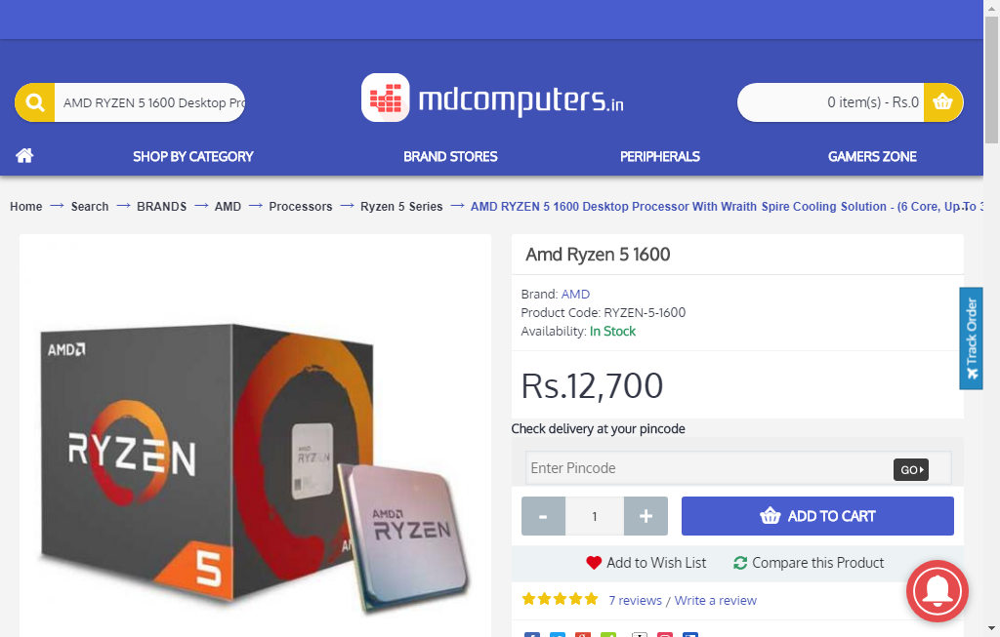 AMD RYZEN 5 1600 Desktop Pro
mdcomputers.in
0 item(s) - Rs.0
SHOP BY CATEGORY
BRAND STORES
PERIPHERALS
GAMERS ZONE
Home → Search → BRANDS → AMD → Processors → Ryzen 5 Series → AMD RYZEN 5 1600 Desktop Processor With Wraith Spire Cooling Solution - (6 Core, Up To 3
Amd Ryzen 5 1600
Brand: AMD
Product Code: RYZEN-5-1600
Availability: In Stock
Track Order
Rs.12,700
Check delivery at your pincode
Enter Pincode
GO
- 1 +
ADD TO CART
Add to Wish List
Compare this Product
7 reviews / Write a review
AMD
RYZEN
AMD
RYZEN
5
AMD
RYZEN